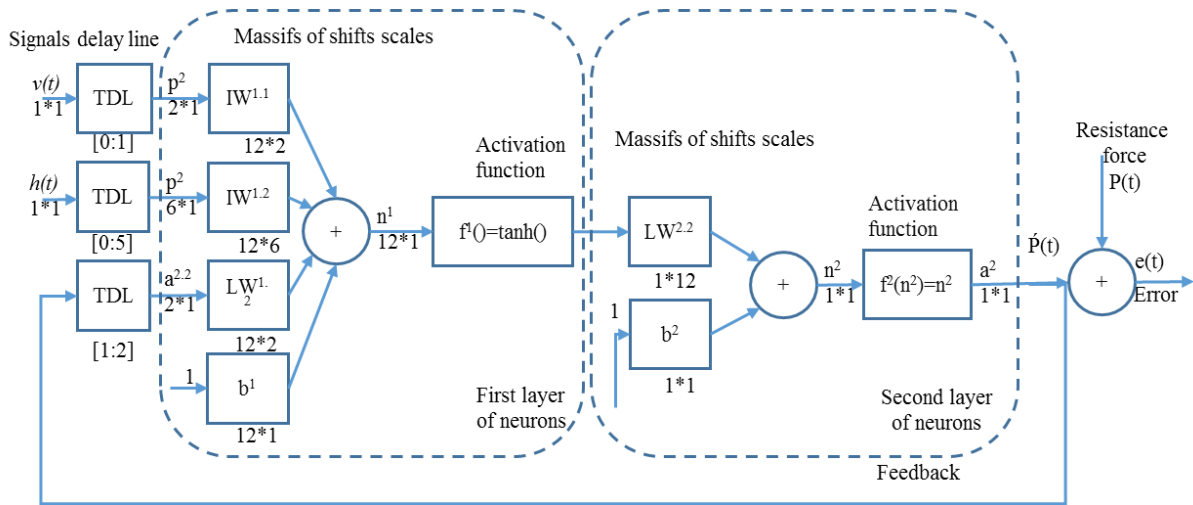 Signals delay line
Massifs of shifts scales
v(t)
1*1
TDL
[0:1]
p²
2*1
IW¹·¹
12*2
h(t)
1*1
TDL
[0:5]
p²
6*1
IW¹·²
12*6
TDL
[1:2]
a²·²
2*1
LW¹·
2
12*2
1
b¹
12*1
+
n¹
12*1
Activation
function
f¹()=tanh()
First layer
of neurons
Massifs of shifts scales
LW²·²
1*12
1
b²
1*1
+
n²
1*1
Activation
function
f²(n²)=n²
a²
1*1
Second layer
of neurons
Ṕ(t)
Resistance
force
P(t)
+
e(t)
Error
Feedback